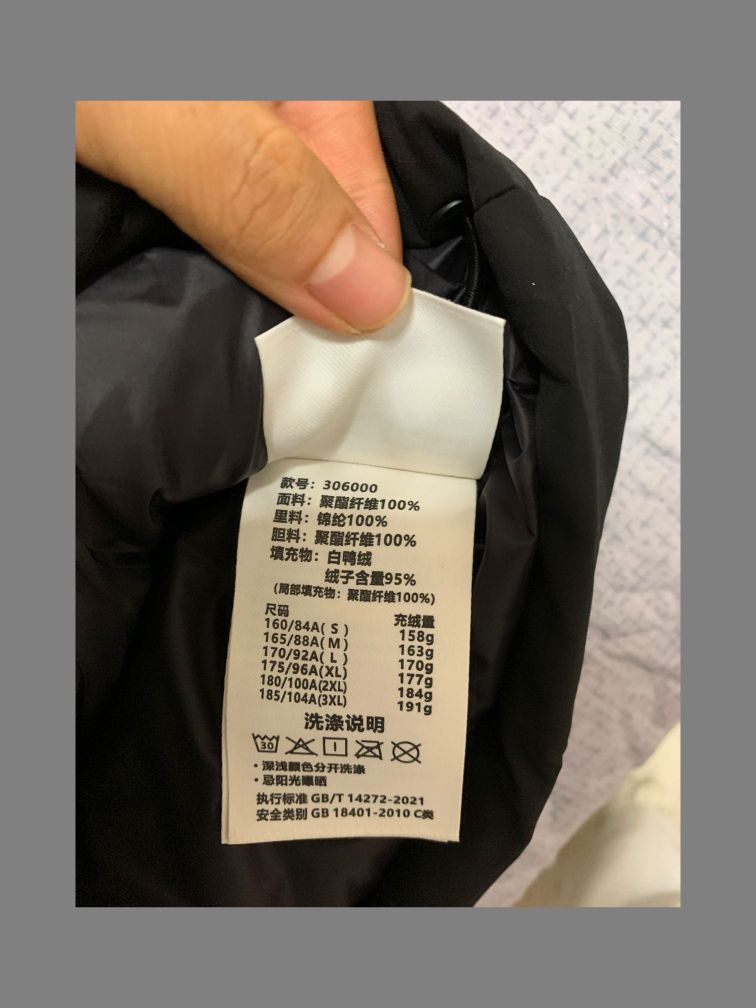 款号：306000
面料：聚酯纤维100%
里料：锦纶100%
胆料：聚酯纤维100%
填充物：白鸭绒
绒子含量95%
(局部填充物：聚酯纤维100%)
尺码 充绒量
160/84A( S ) 158g
165/88A( M ) 163g
170/92A( L ) 170g
175/96A(XL) 177g
180/100A(2XL) 184g
185/104A(3XL) 191g
洗涤说明
30
·深浅颜色分开洗涤
·忌阳光曝晒
执行标准 GB/T 14272-2021
安全类别 GB 18401-2010 C类